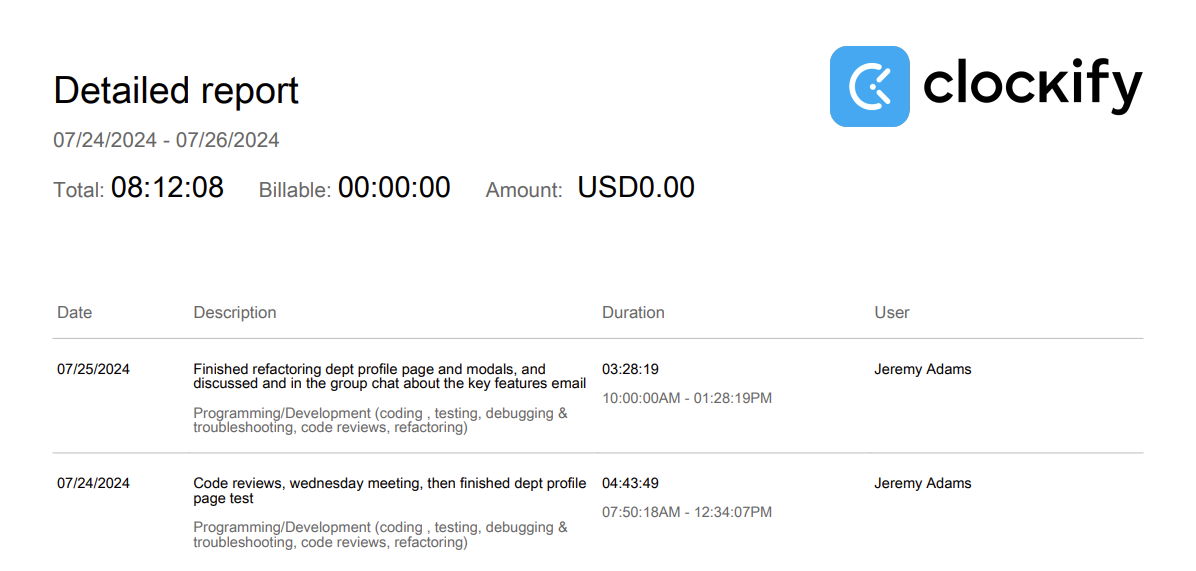 clockify
Detailed report
07/24/2024 - 07/26/2024
Total: 08:12:08 Billable: 00:00:00 Amount: USD0.00
Date Description Duration User
07/25/2024 Finished refactoring dept profile page and modals, and 03:28:19 Jeremy Adams
discussed and in the group chat about the key features email
10:00:00AM - 01:28:19PM
Programming/Development (coding , testing, debugging &
troubleshooting, code reviews, refactoring)
07/24/2024 Code reviews, wednesday meeting, then finished dept profile 04:43:49 Jeremy Adams
page test
07:50:18AM - 12:34:07PM
Programming/Development (coding , testing, debugging &
troubleshooting, code reviews, refactoring)